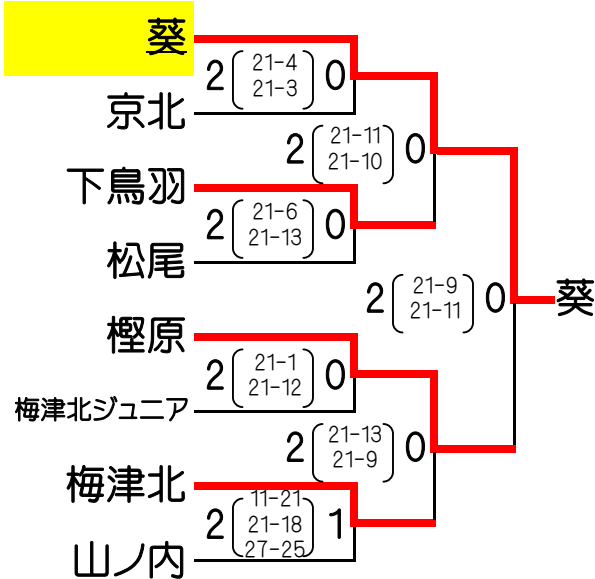 葵
2 21-4 0
21-3
京北
2 21-11 0
21-10
下鳥羽
2 21-6 0
21-13
松尾
2 21-9 0
21-11
葵
樫原
2 21-1 0
21-12
梅津北ジュニア
2 21-13 0
21-9
梅津北
2 11-21 1
21-18
27-25
山ノ内